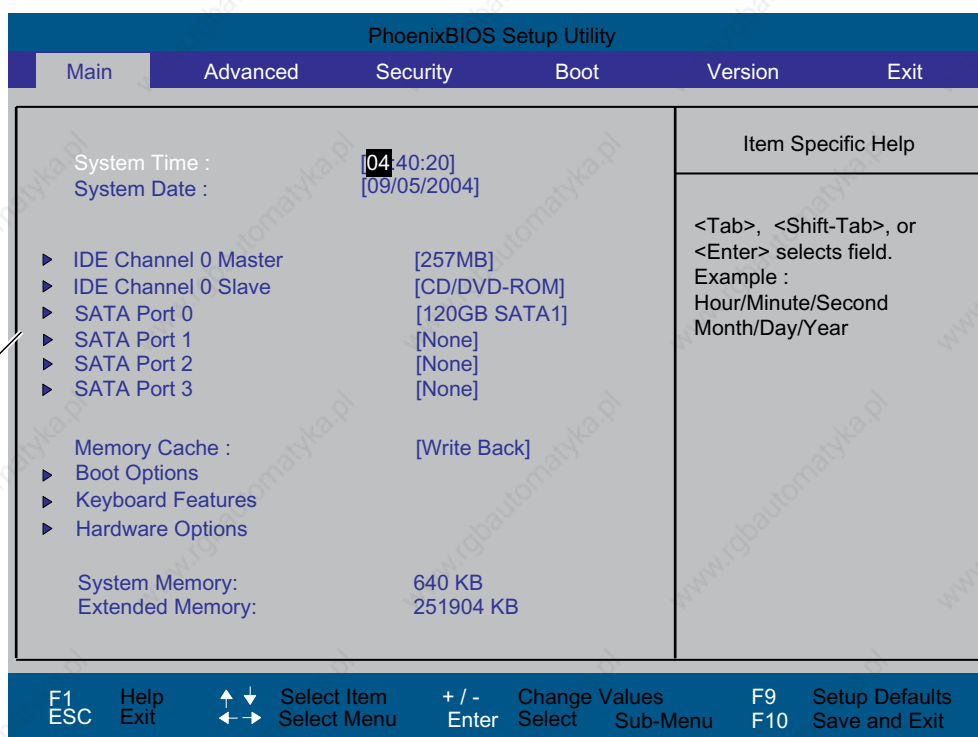 PhoenixBIOS Setup Utility
Main Advanced Security Boot Version Exit
System Time : [04:40:20]
System Date : [09/05/2004]
IDE Channel 0 Master [257MB]
IDE Channel 0 Slave [CD/DVD-ROM]
SATA Port 0 [120GB SATA1]
SATA Port 1 [None]
SATA Port 2 [None]
SATA Port 3 [None]
Memory Cache : [Write Back]
Boot Options
Keyboard Features
Hardware Options
System Memory: 640 KB
Extended Memory: 251904 KB
Item Specific Help
<Tab>, <Shift-Tab>, or
<Enter> selects field.
Example :
Hour/Minute/Second
Month/Day/Year
F1 Help Select Item + / - Change Values F9 Setup Defaults
ESC Exit Select Menu Enter Select Sub-Menu F10 Save and Exit
www.rgbautomatyka.pl